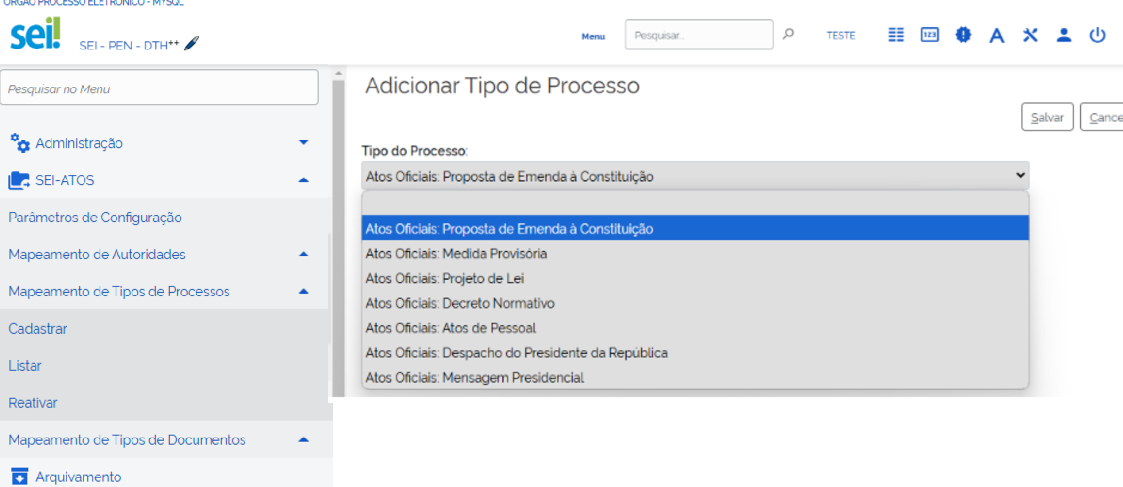 ÓRGÃO PROCESSO ELETRÔNICO - MYSQL
sei!
SEI - PEN - DTH++
Menu
Pesquisar...
123
TESTE
A
Pesquisar no Menu
Administração
SEI-ATOS
Parâmetros de Configuração
Mapeamento de Autoridades
Mapeamento de Tipos de Processos
Cadastrar
Listar
Reativar
Mapeamento de Tipos de Documentos
Arquivamento
Adicionar Tipo de Processo
Salvar
Cance
Tipo do Processo:
Atos Oficiais: Proposta de Emenda à Constituição
Atos Oficiais: Proposta de Emenda à Constituição
Atos Oficiais: Medida Provisória
Atos Oficiais: Projeto de Lei
Atos Oficiais: Decreto Normativo
Atos Oficiais: Atos de Pessoal
Atos Oficiais: Despacho do Presidente da República
Atos Oficiais: Mensagem Presidencial